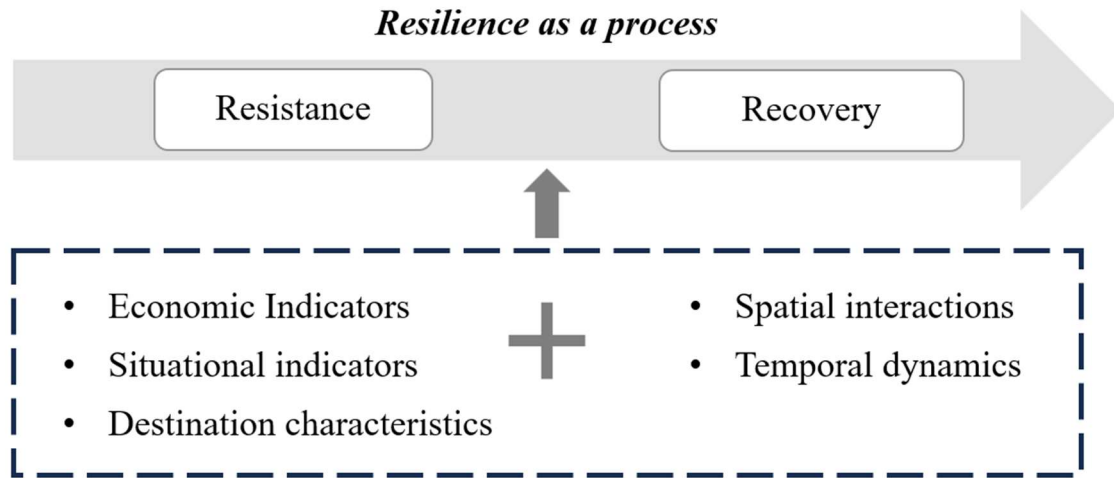 Resilience as a process
Resistance
Recovery
• Economic Indicators
• Situational indicators
• Destination characteristics
• Spatial interactions
• Temporal dynamics